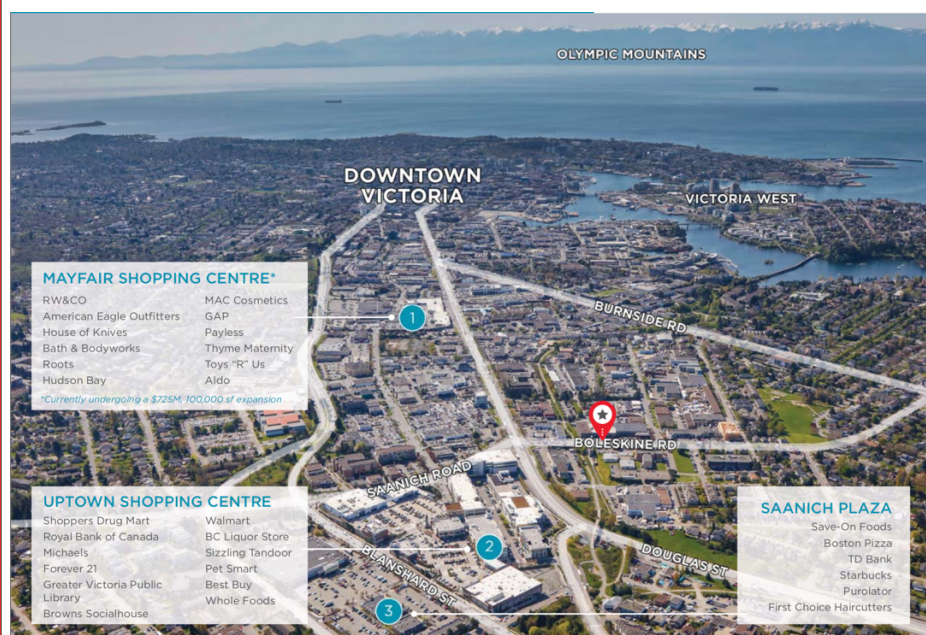 OLYMPIC MOUNTAINS
DOWNTOWN
VICTORIA
VICTORIA WEST
MAYFAIR SHOPPING CENTRE*
RW&CO
American Eagle Outfitters
House of Knives
Bath & Bodyworks
Roots
Hudson Bay
MAC Cosmetics
GAP
Payless
Thyme Maternity
Toys "R" Us
Aldo
*Currently undergoing a $725M, 100,000 sf expansion
1
BURNSIDE RD
BOLESKINE RD
SAANICH ROAD
UPTOWN SHOPPING CENTRE
Shoppers Drug Mart
Royal Bank of Canada
Michaels
Forever 21
Greater Victoria Public
Library
Browns Socialhouse
Walmart
BC Liquor Store
Sizzling Tandoor
Pet Smart
Best Buy
Whole Foods
2
BLANSHARD ST
DOUGLAS ST
3
SAANICH PLAZA
Save-On Foods
Boston Pizza
TD Bank
Starbucks
Purolator
First Choice Haircutters